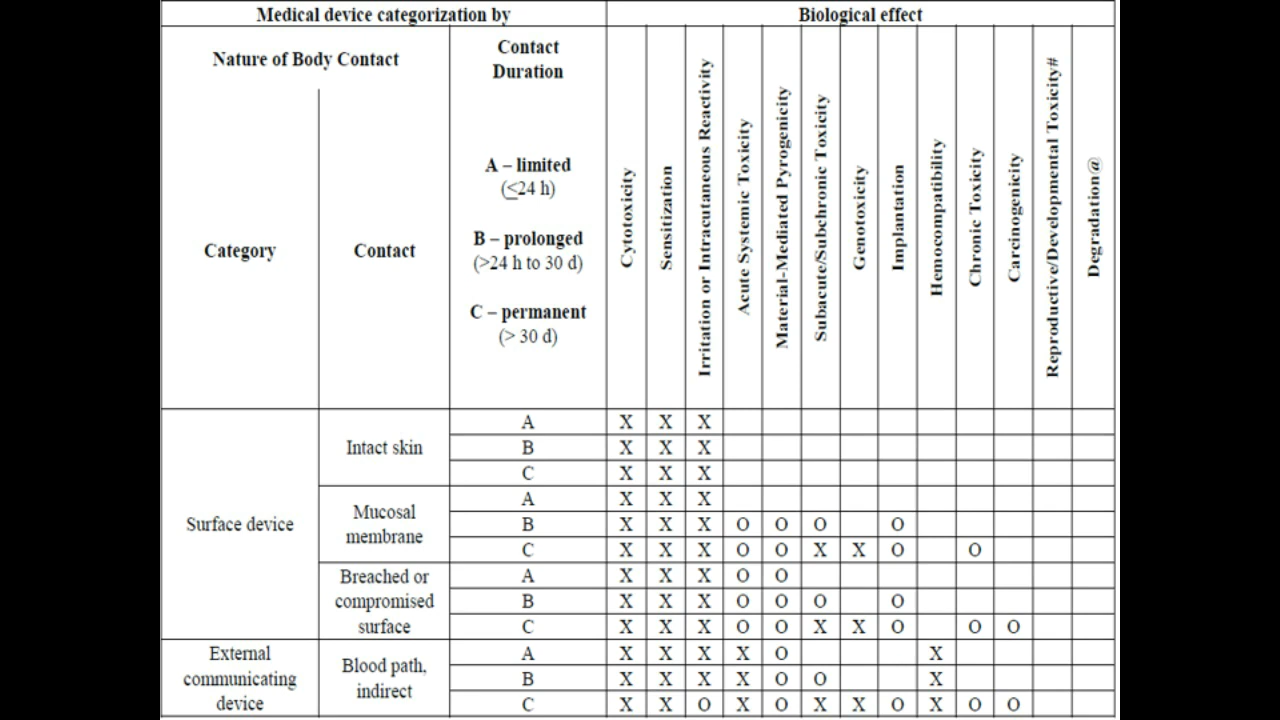 Medical device categorization by Biological effect
Nature of Body Contact
Contact
Duration
A – limited
(≤24 h)
B – prolonged
(>24 h to 30 d)
C – permanent
(> 30 d)
Category
Contact
Cytotoxicity
Sensitization
Irritation or Intracutaneous Reactivity
Acute Systemic Toxicity
Material-Mediated Pyrogenicity
Subacute/Subchronic Toxicity
Genotoxicity
Implantation
Hemocompatibility
Chronic Toxicity
Carcinogenicity
Reproductive/Developmental Toxicity#
Degradation@
Surface device
Intact skin
A X X X
B X X X
C X X X
Mucosal
membrane
A X X X
B X X X O O O O
C X X X O O X X O O
Breached or
compromised
surface
A X X X O O
B X X X O O O O
C X X X O O X X O O O
External
communicating
device
Blood path,
indirect
A X X X X O X
B X X X X O O X
C X X O X O X X O X O O